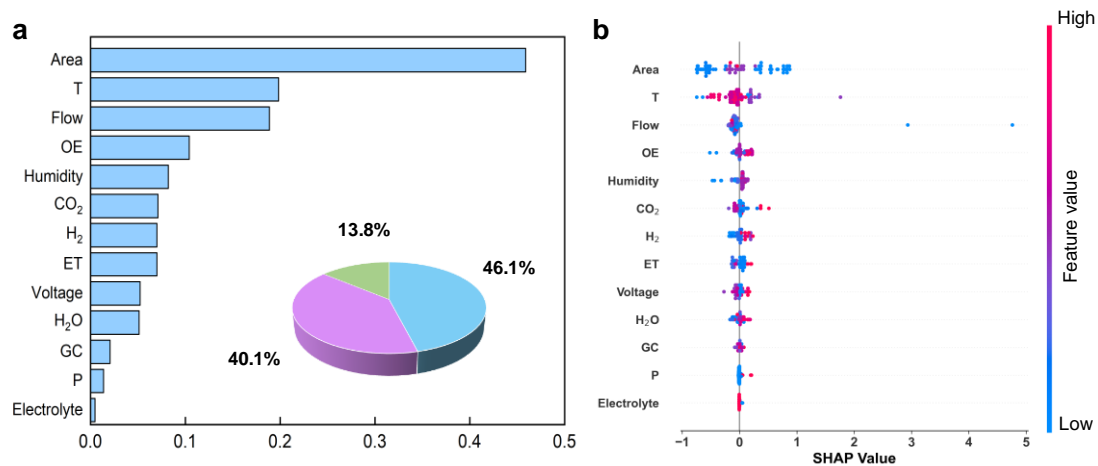 a
Area
T
Flow
OE
Humidity
CO₂
H₂
ET
Voltage
H₂O
GC
P
Electrolyte
0.0 0.1 0.2 0.3 0.4 0.5
13.8%
46.1%
40.1%
b
Area
T
Flow
OE
Humidity
CO₂
H₂
ET
Voltage
H₂O
GC
P
Electrolyte
−1 0 1 2 3 4 5
SHAP Value
High
Feature value
Low